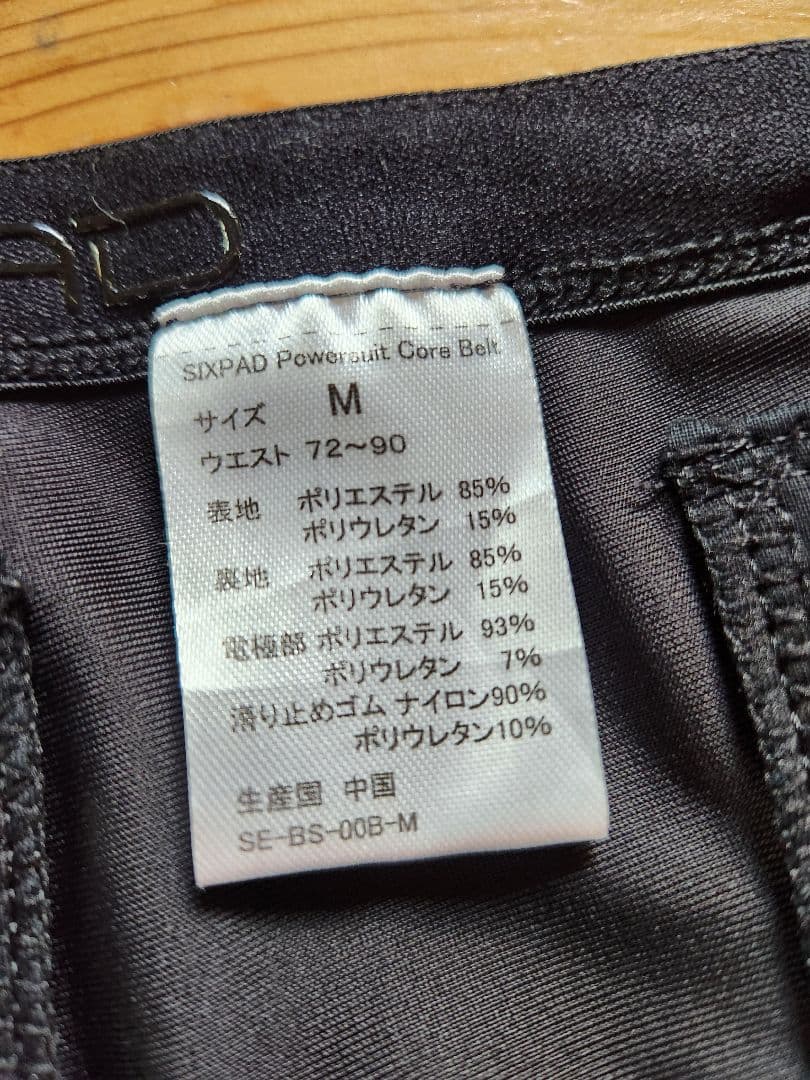 AD
SIXPAD Powersuit Core Belt
サイズ M
ウエスト 72～90
表地 ポリエステル 85%
ポリウレタン 15%
裏地 ポリエステル 85%
ポリウレタン 15%
電極部 ポリエステル 93%
ポリウレタン 7%
滑り止めゴム ナイロン90%
ポリウレタン10%
生産国 中国
SE-BS-00B-M